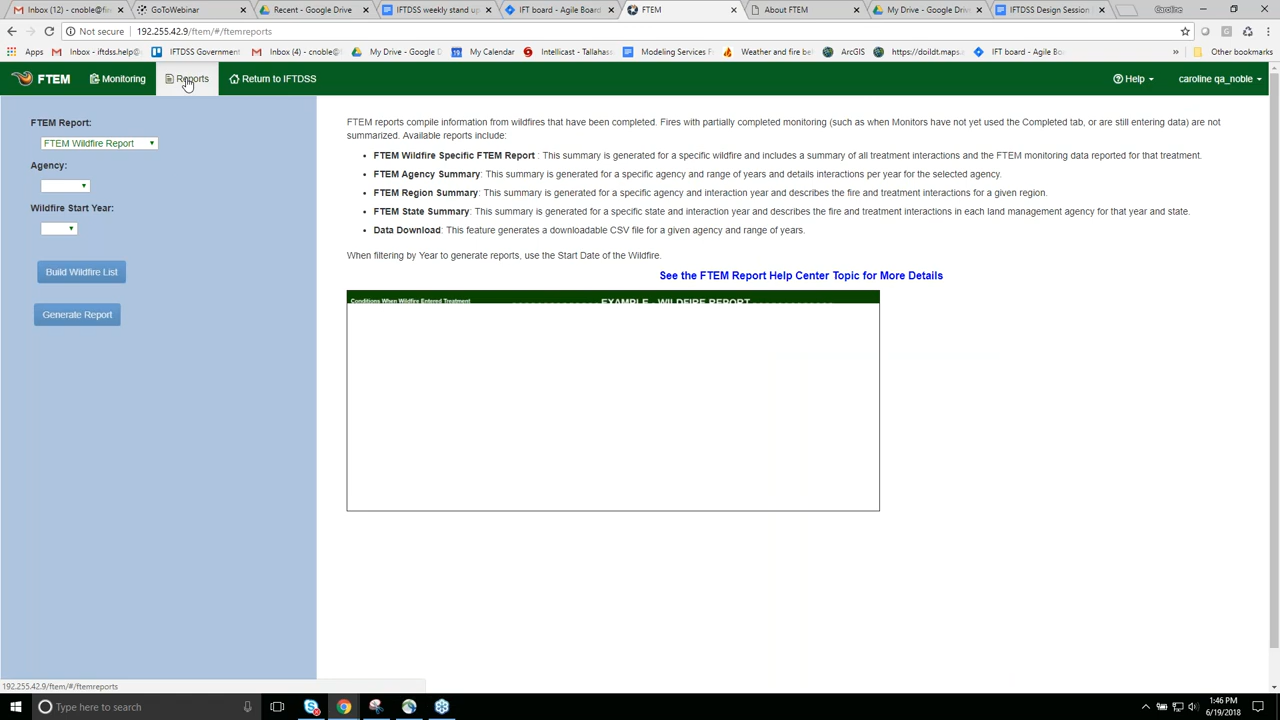 Inbox (12) - cnoble@fire
GoToWebinar
Recent - Google Drive
IFTDSS weekly stand up
IFT board - Agile Board
FTEM
About FTEM
My Drive - Google Drive
IFTDSS Design Session
Caroline
Not secure
192.255.42.9/ftem/#/ftemreports
Apps
Inbox - iftdss.help@g
IFTDSS Government
Inbox (4) - cnoble@f
My Drive - Google D
My Calendar
Intellicast - Tallahass
Modeling Services F
Weather and fire be
ArcGIS
https://doildt.maps.a
IFT board - Agile Bo
»
Other bookmarks
FTEM
Monitoring
Reports
Return to IFTDSS
Help
caroline qa_noble
FTEM Report:
FTEM Wildfire Report
Agency:
Wildfire Start Year:
Build Wildfire List
Generate Report
FTEM reports compile information from wildfires that have been completed. Fires with partially completed monitoring (such as when Monitors have not yet used the Completed tab, or are still entering data) are not
summarized. Available reports include:
• FTEM Wildfire Specific FTEM Report : This summary is generated for a specific wildfire and includes a summary of all treatment interactions and the FTEM monitoring data reported for that treatment.
• FTEM Agency Summary: This summary is generated for a specific agency and range of years and details interactions per year for the selected agency.
• FTEM Region Summary: This summary is generated for a specific agency and interaction year and describes the fire and treatment interactions for a given region.
• FTEM State Summary: This summary is generated for a specific state and interaction year and describes the fire and treatment interactions in each land management agency for that year and state.
• Data Download: This feature generates a downloadable CSV file for a given agency and range of years.
When filtering by Year to generate reports, use the Start Date of the Wildfire.
See the FTEM Report Help Center Topic for More Details
Conditions When Wildfire Entered Treatment
EXAMPLE - WILDFIRE REPORT
192.255.42.9/ftem/#/ftemreports
Type here to search
1:46 PM
6/19/2018